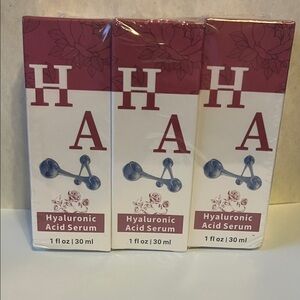 H
A
Hyaluronic
Acid Serum
1 fl oz | 30 ml
H
A
Hyaluronic
Acid Serum
1 fl oz | 30 ml
H
A
Hyaluronic
Acid Serum
1 fl oz | 30 ml